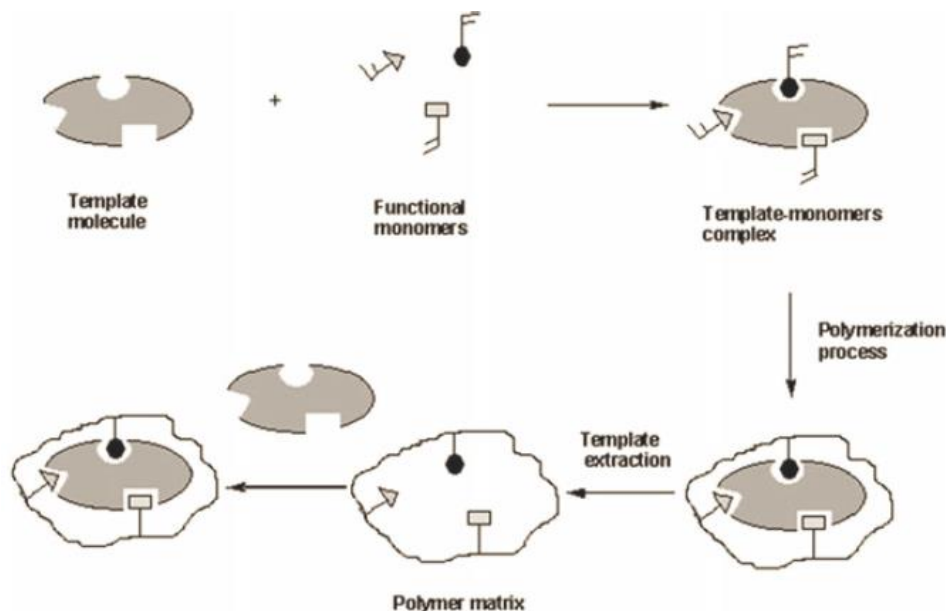 +
Template
molecule
Functional
monomers
Template-monomers
complex
Polymerization
process
Template
extraction
Polymer matrix